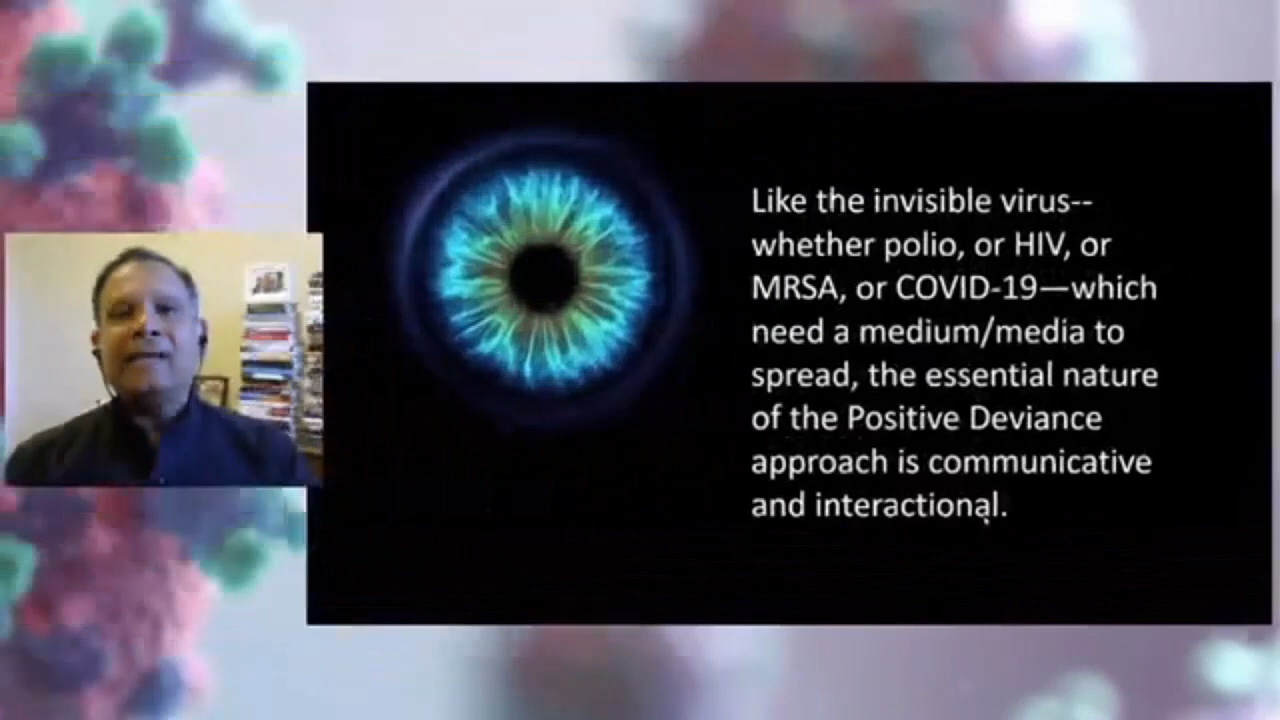 Like the invisible virus--
whether polio, or HIV, or
MRSA, or COVID-19—which
need a medium/media to
spread, the essential nature
of the Positive Deviance
approach is communicative
and interactional.